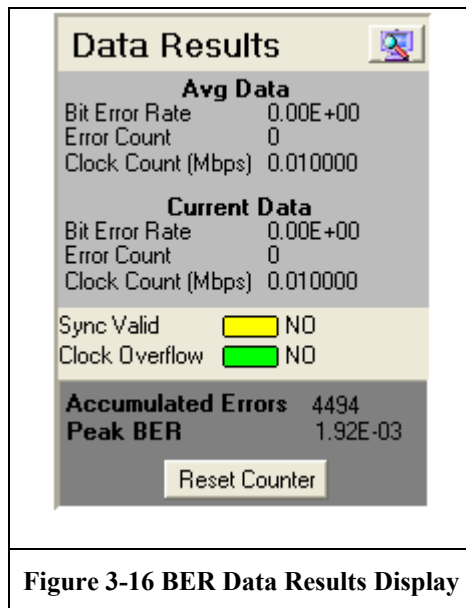 Data Results
Avg Data
Bit Error Rate 0.00E+00
Error Count 0
Clock Count (Mbps) 0.010000
Current Data
Bit Error Rate 0.00E+00
Error Count 0
Clock Count (Mbps) 0.010000
Sync Valid NO
Clock Overflow NO
Accumulated Errors 4494
Peak BER 1.92E-03
Reset Counter
Figure 3-16 BER Data Results Display